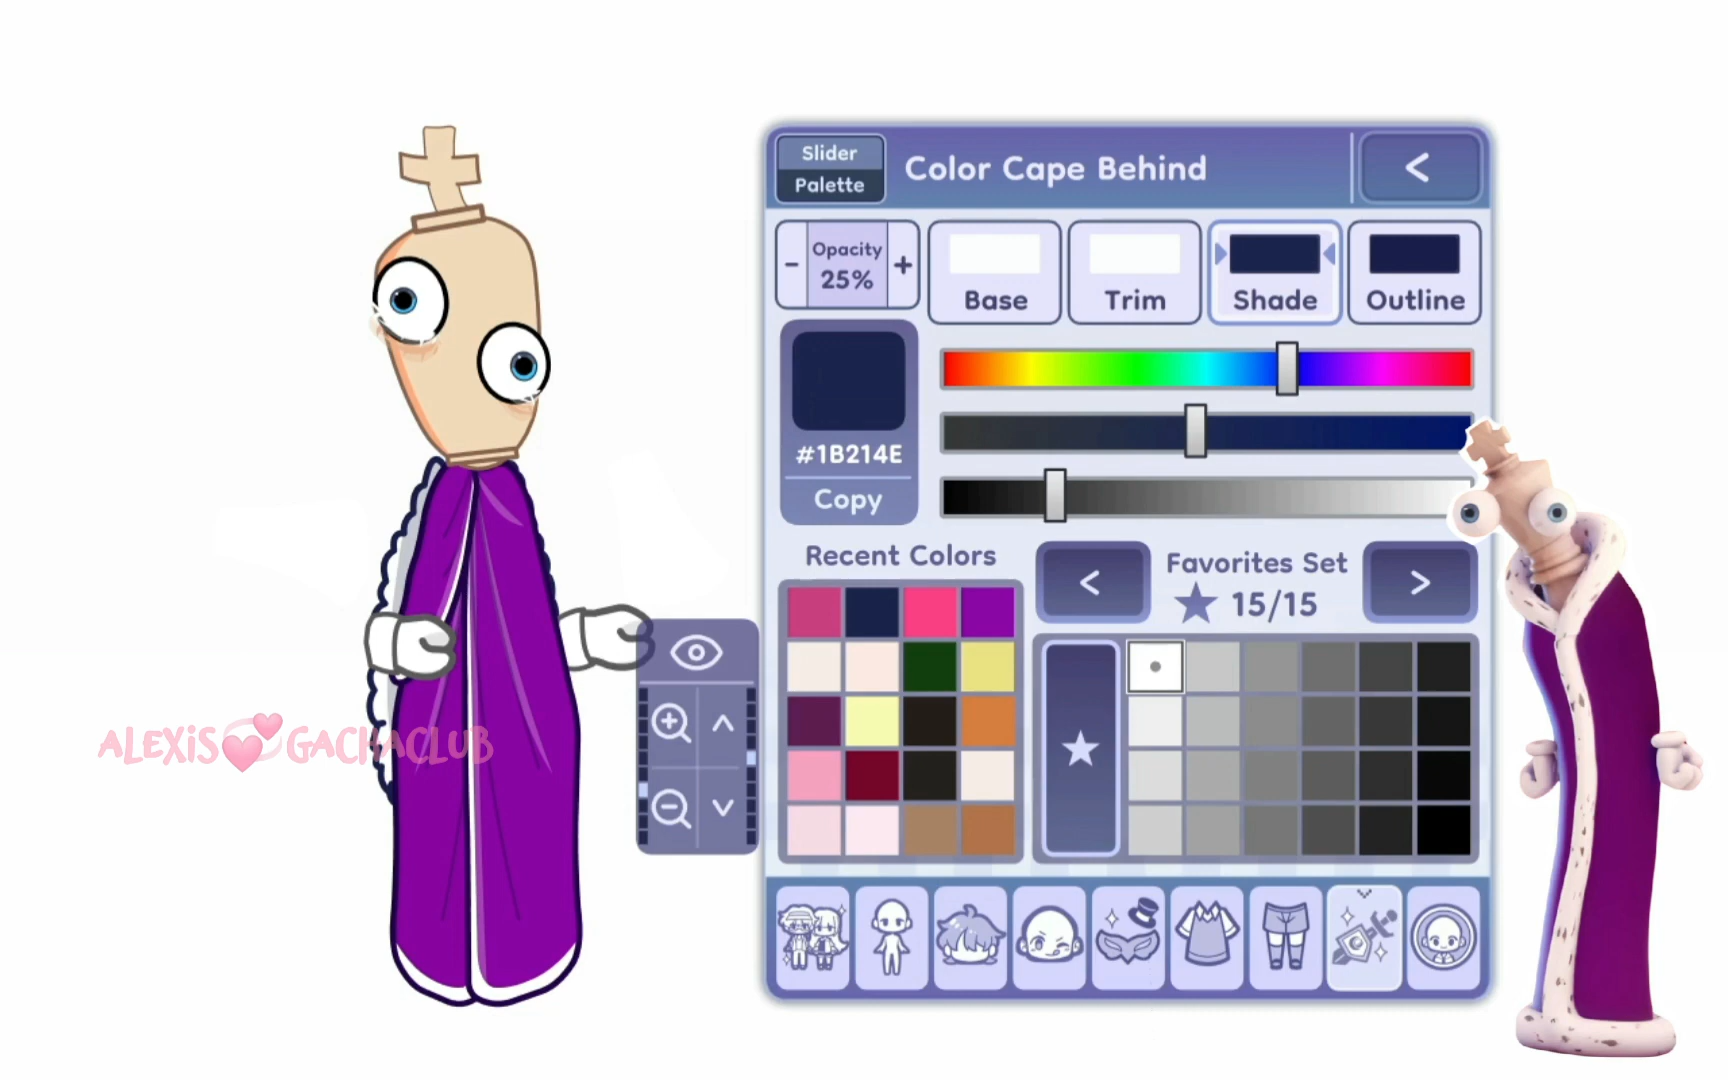 Slider
Palette
Color Cape Behind
<
- Opacity 25% +
Base
Trim
Shade
Outline
#1B214E
Copy
Recent Colors
< Favorites Set >
★ 15/15
ALEXIS GACHACLUB